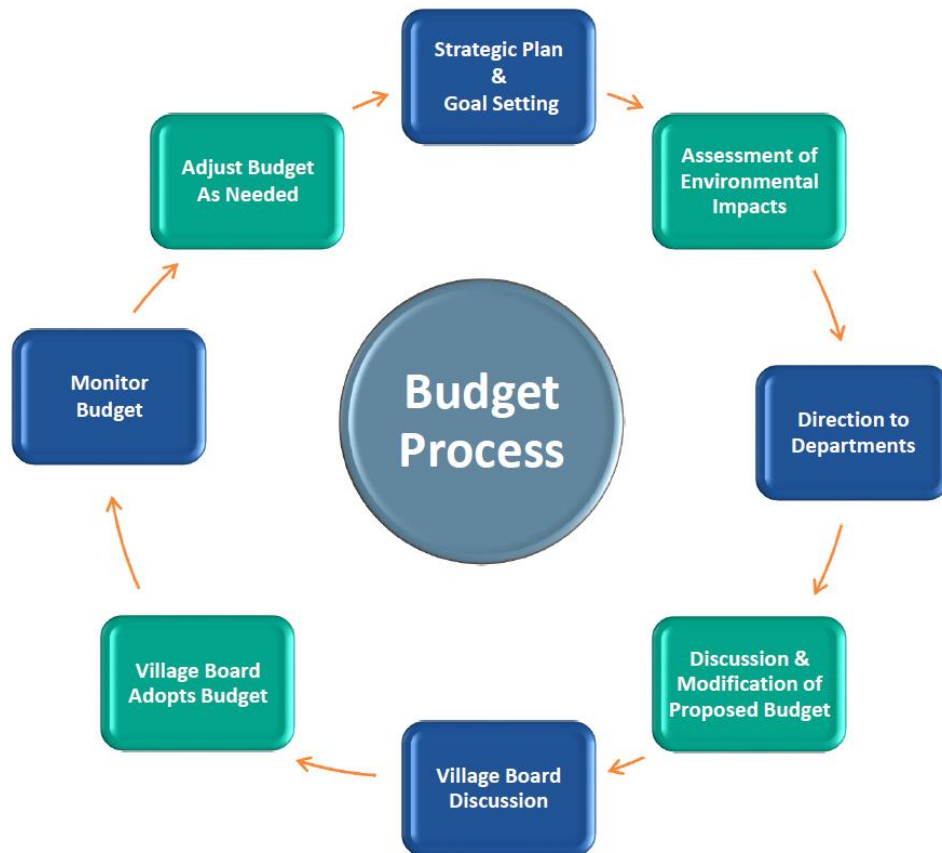 Strategic Plan
&
Goal Setting
Assessment of
Environmental
Impacts
Direction to
Departments
Discussion &
Modification of
Proposed Budget
Village Board
Discussion
Village Board
Adopts Budget
Monitor
Budget
Adjust Budget
As Needed
Budget
Process